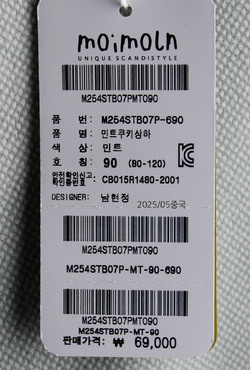 moimoln
UNIQUE SCANDISTYLE
M254STB07PMT090
품 번: M254STB07P-690
품 명: 민트쿠키상하
색 상: 민트
호 칭: 90 (80-120)
안전확인신고
확인증번호 : CB015R1480-2001
DESIGNER: 남현정
2025/05중국
M254STB07PMT090
M254STB07P-MT-90-690
M254STB07PMT090
M254STB07P-MT-90
판매가격: ₩ 69,000